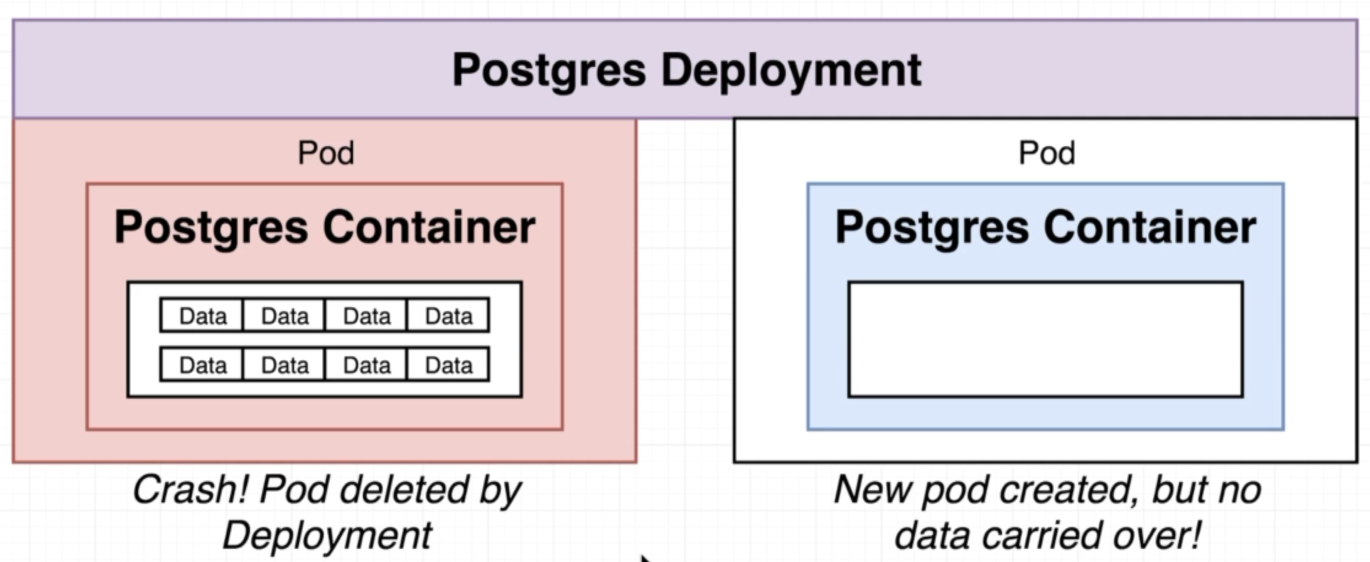 Postgres Deployment
Pod
Postgres Container
Data Data Data Data
Data Data Data Data
Crash! Pod deleted by
Deployment
Pod
Postgres Container
New pod created, but no
data carried over!